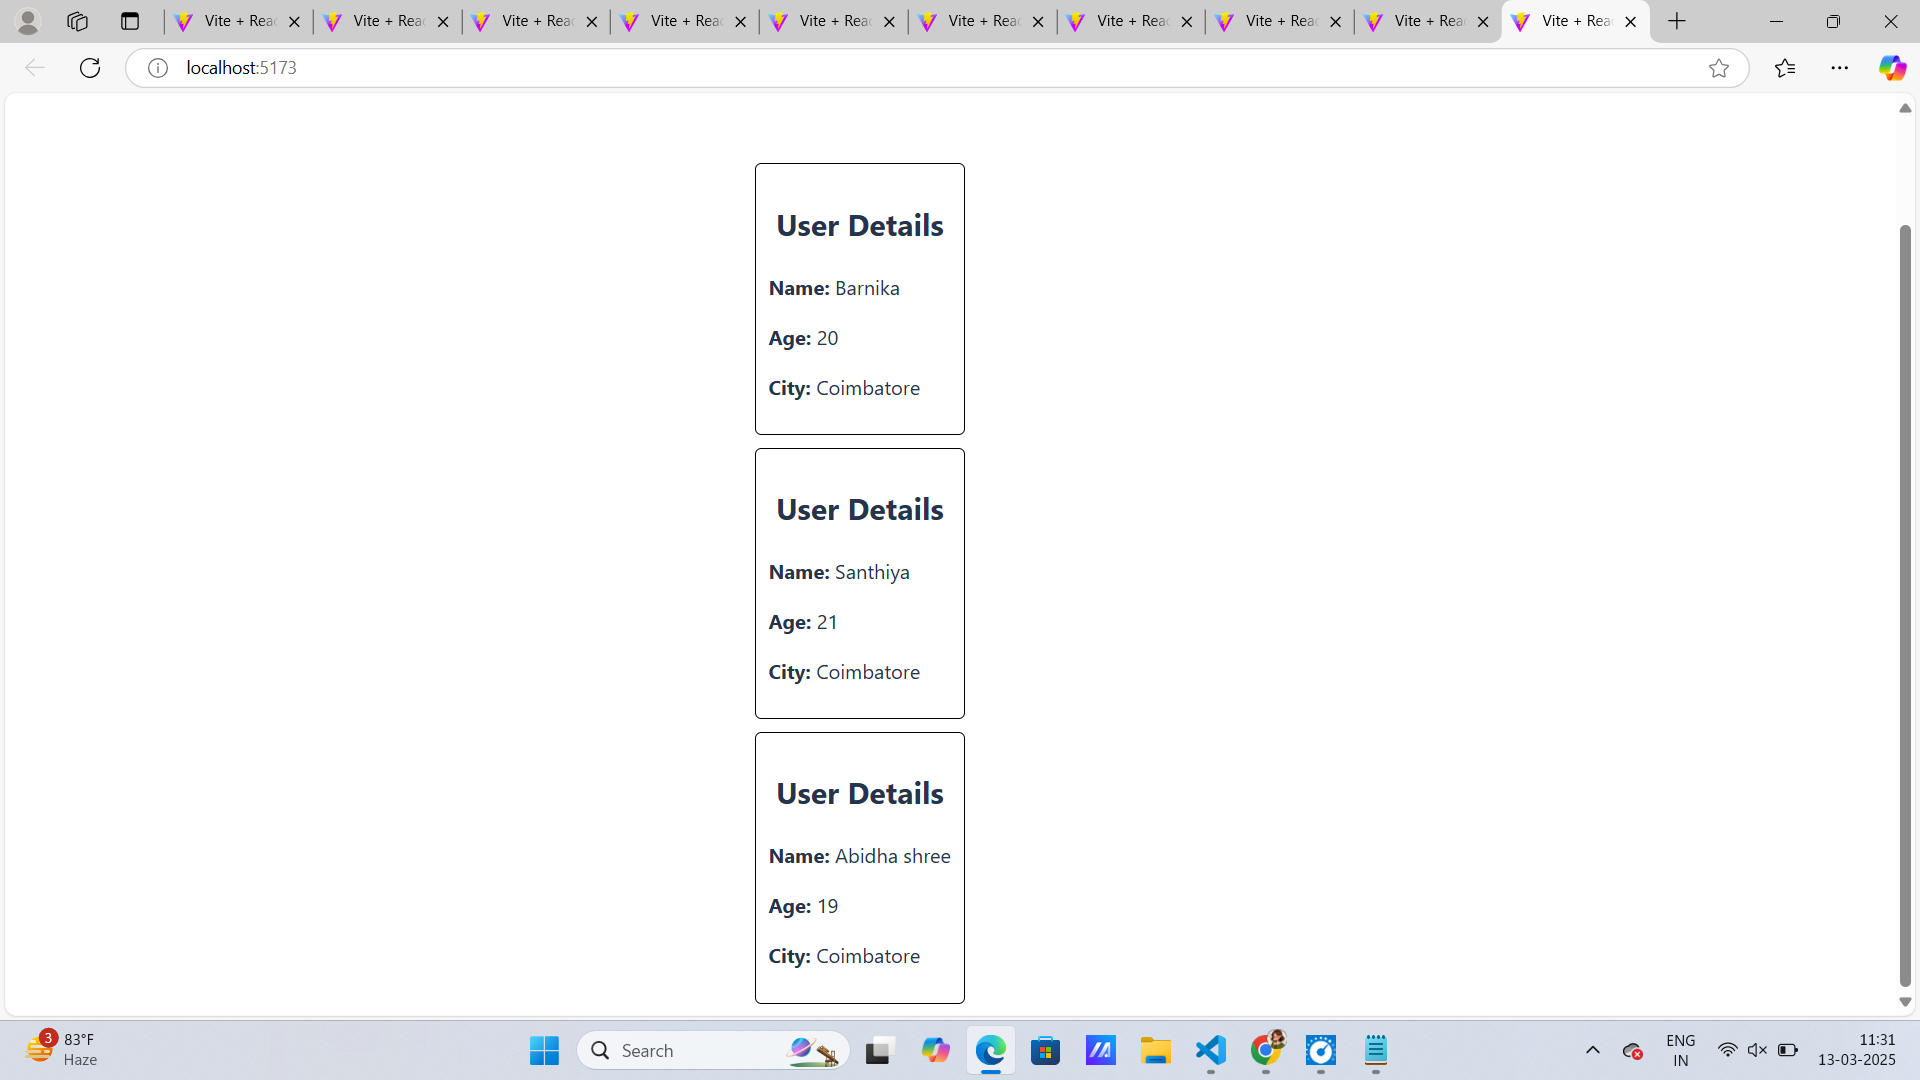 Vite + Reac
Vite + Reac
Vite + Reac
Vite + Reac
Vite + Reac
Vite + Reac
Vite + Reac
Vite + Reac
Vite + Reac
Vite + Reac
localhost:5173
User Details
Name: Barnika
Age: 20
City: Coimbatore
User Details
Name: Santhiya
Age: 21
City: Coimbatore
User Details
Name: Abidha shree
Age: 19
City: Coimbatore
3
83°F
Haze
Search
ENG
IN
11:31
13-03-2025